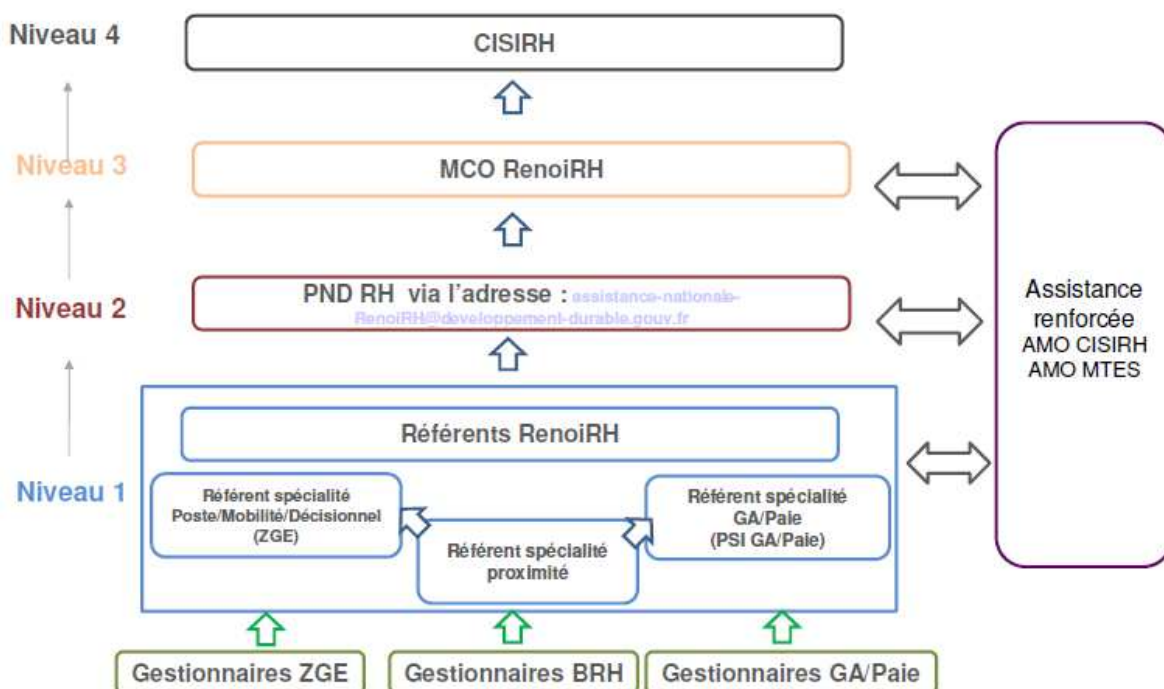 Niveau 4
CISIRH
Niveau 3
MCO RenoiRH
Niveau 2
PND RH via l'adresse : assistance-nationale-
RenoiRH@developpement-durable.gouv.fr
Assistance
renforcée
AMO CISIRH
AMO MTES
Référents RenoiRH
Niveau 1
Référent spécialité
Poste/Mobilité/Décisionnel
(ZGE)
Référent spécialité
proximité
Référent spécialité
GA/Paie
(PSI GA/Paie)
Gestionnaires ZGE
Gestionnaires BRH
Gestionnaires GA/Paie